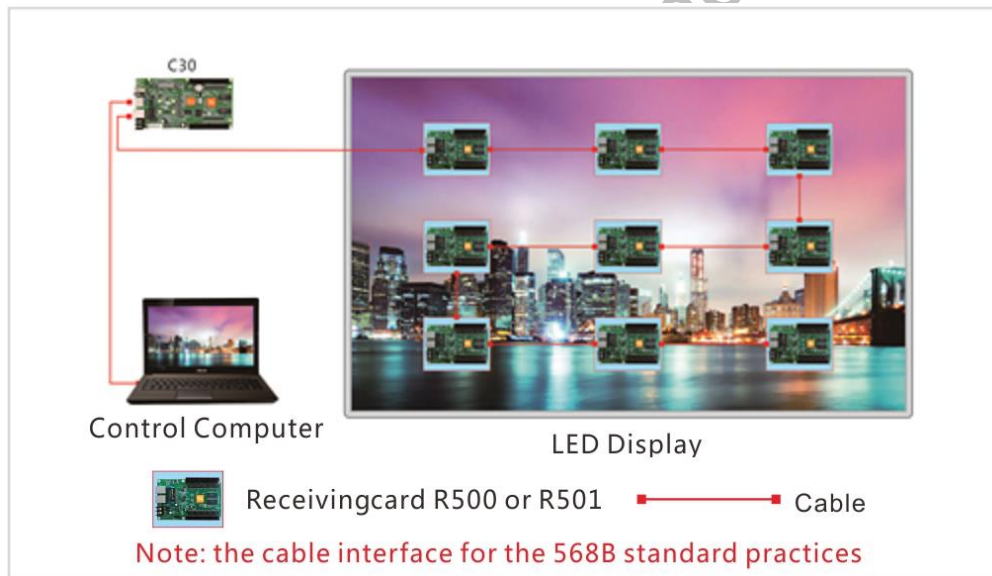 C30
Control Computer
LED Display
Receivingcard R500 or R501
Cable
Note: the cable interface for the 568B standard practices